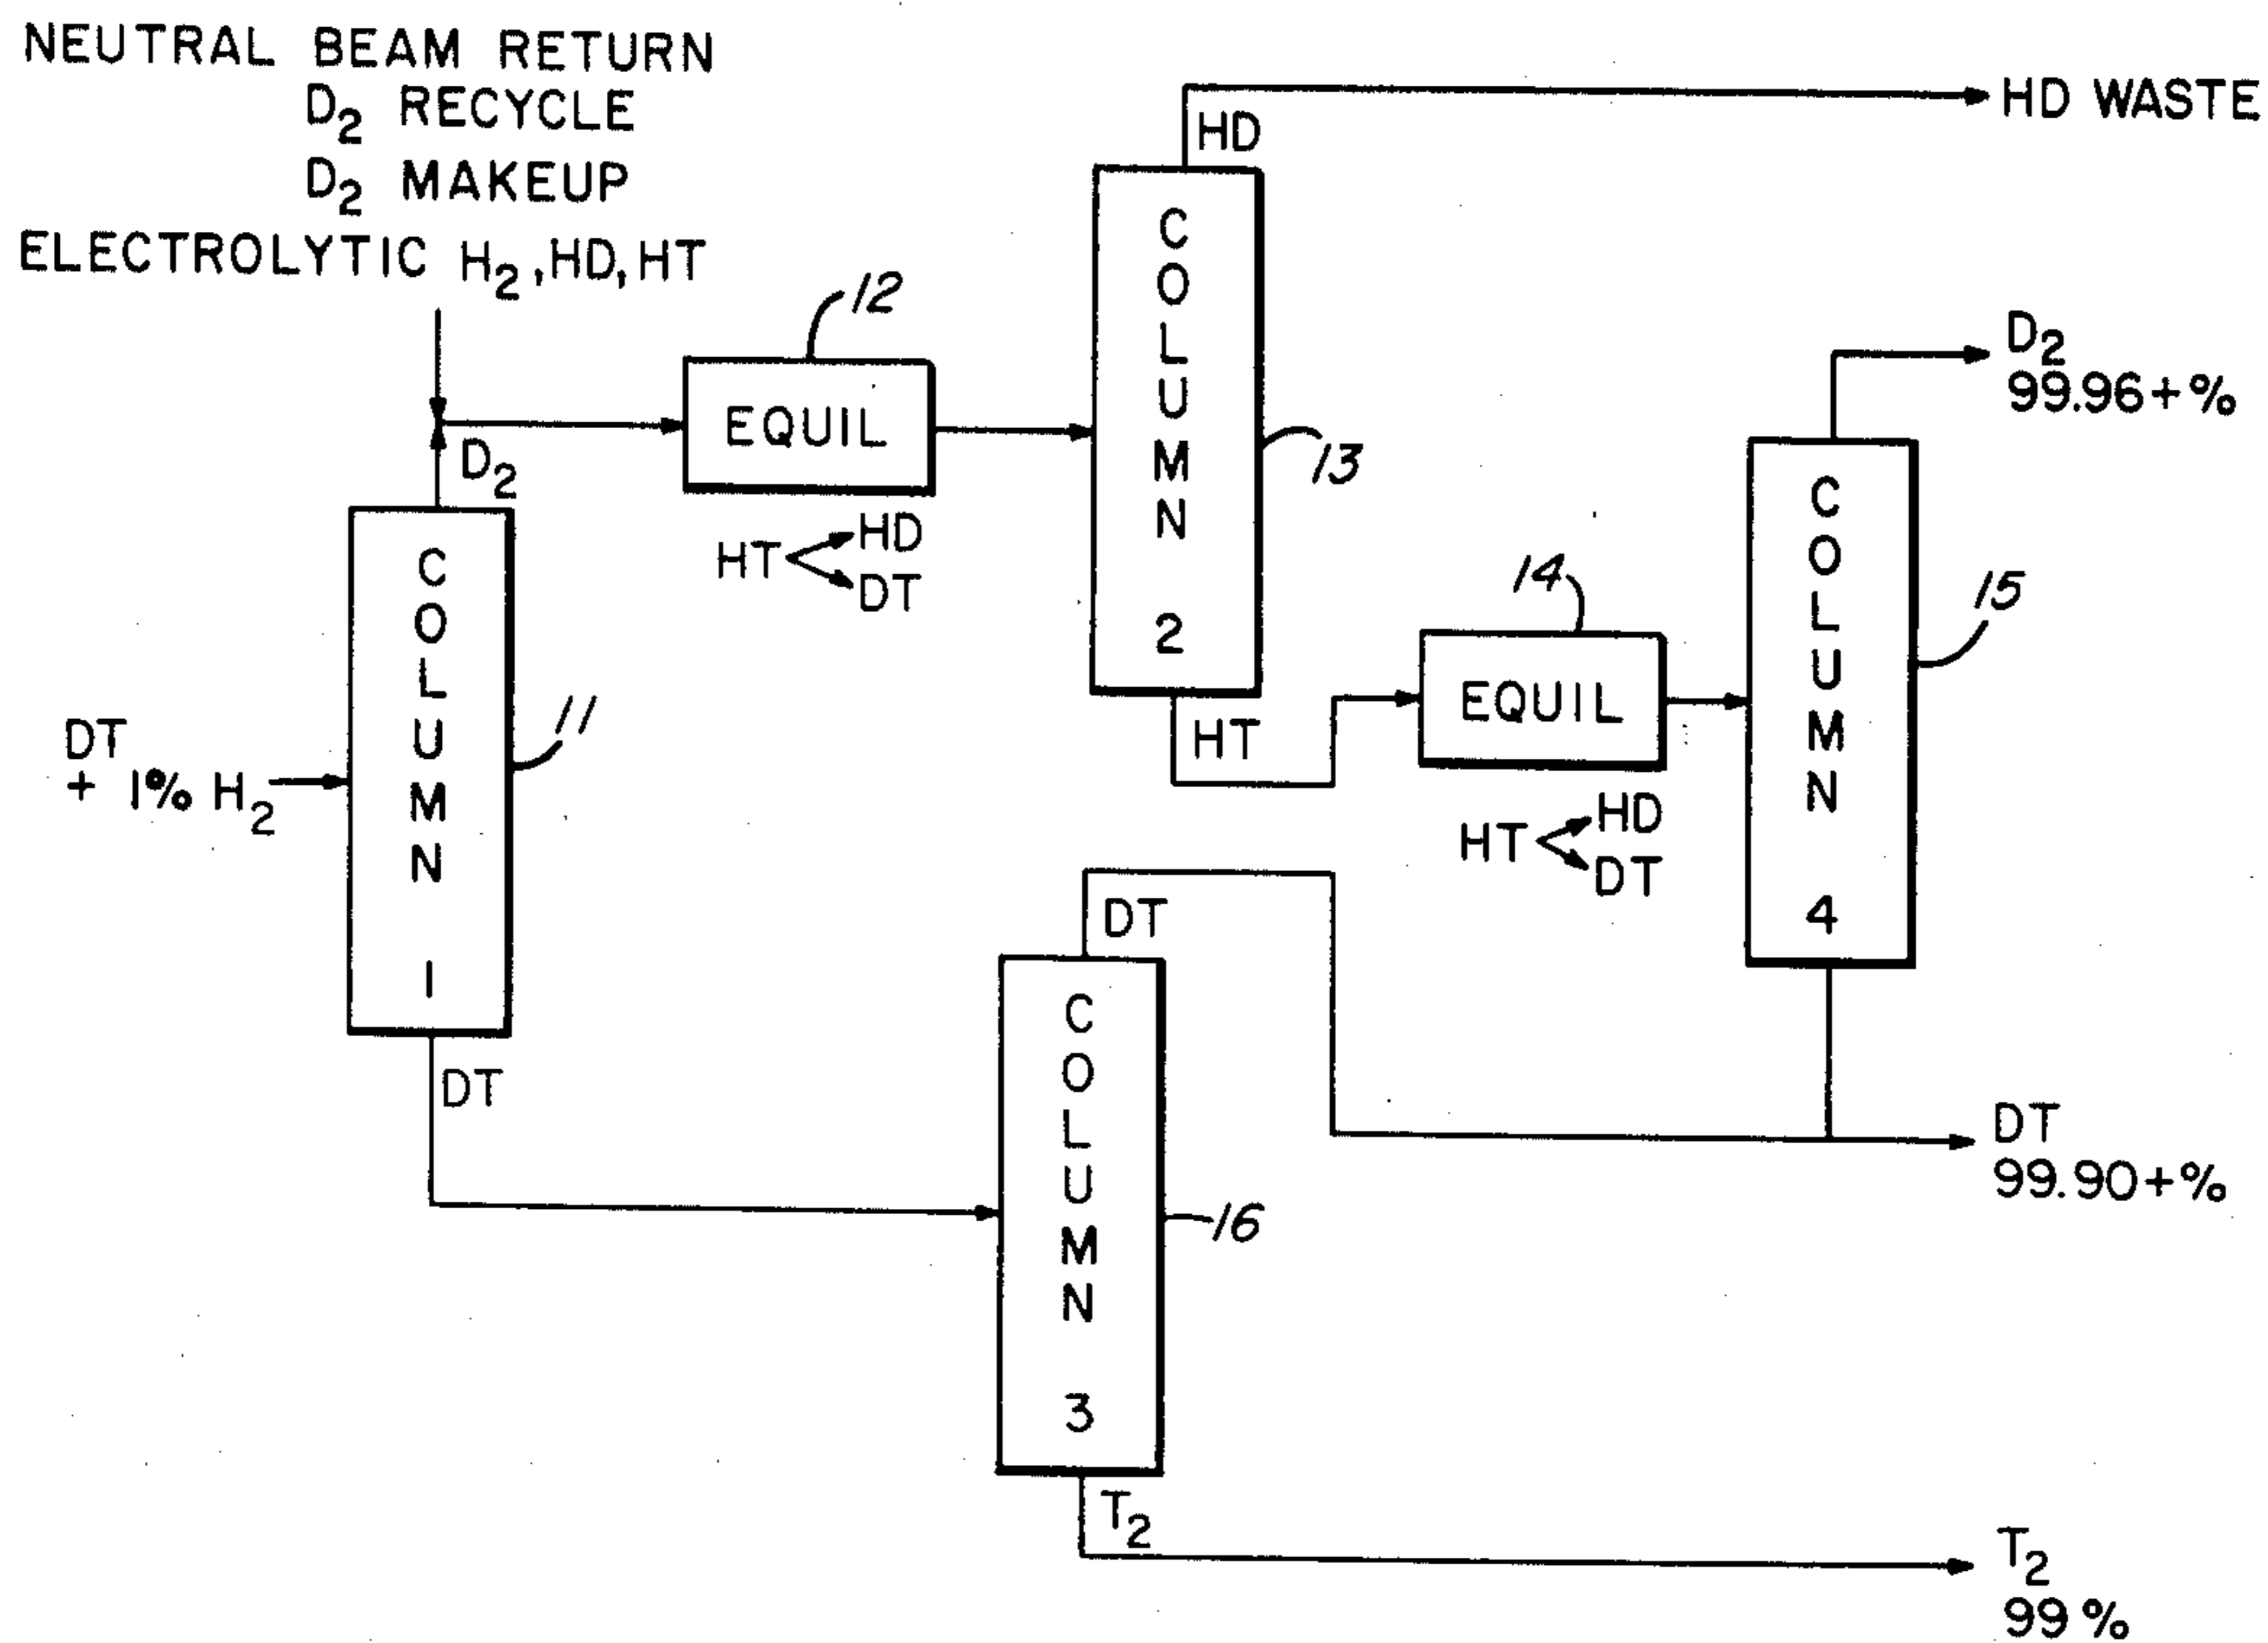 NEUTRAL BEAM RETURN
D2 RECYCLE
D2 MAKEUP
ELECTROLYTIC H2, HD, HT
HD WASTE
HD
12
COLUMN 2
13
EQUIL
D2
99.96+%
D2
HT HD
DT
COLUMN 1
11
DT
+ 1% H2
14
EQUIL
HT
COLUMN 4
15
HT HD
DT
DT
DT
COLUMN 3
16
DT
99.90+%
T2
T2
99%